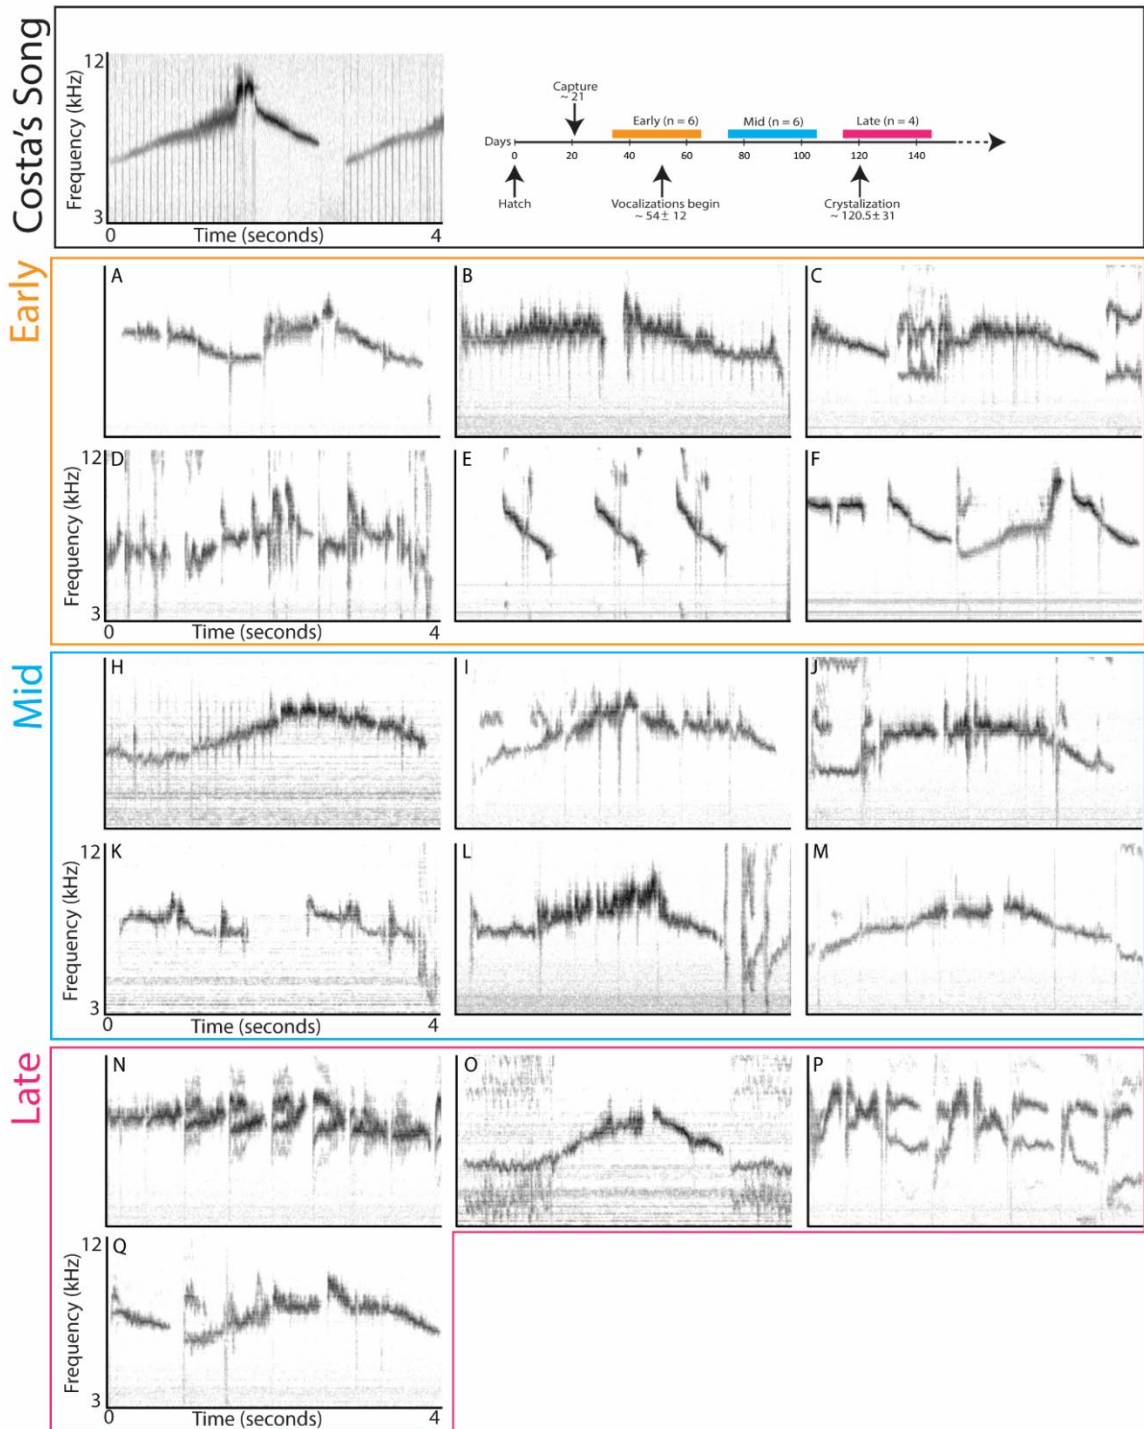 Costa's Song
12
Frequency (kHz)
3
0
Time (seconds)
4
Capture
~ 21
Early (n = 6)
Mid (n = 6)
Late (n = 4)
Days
0
20
40
60
80
100
120
140
Hatch
Vocalizations begin
~ 54± 12
Crystalization
~ 120.5±31
Early
A
B
C
D
E
F
12
Frequency (kHz)
3
0
Time (seconds)
4
Mid
H
I
J
K
L
M
12
Frequency (kHz)
3
0
Time (seconds)
4
Late
N
O
P
Q
12
Frequency (kHz)
3
0
Time (seconds)
4